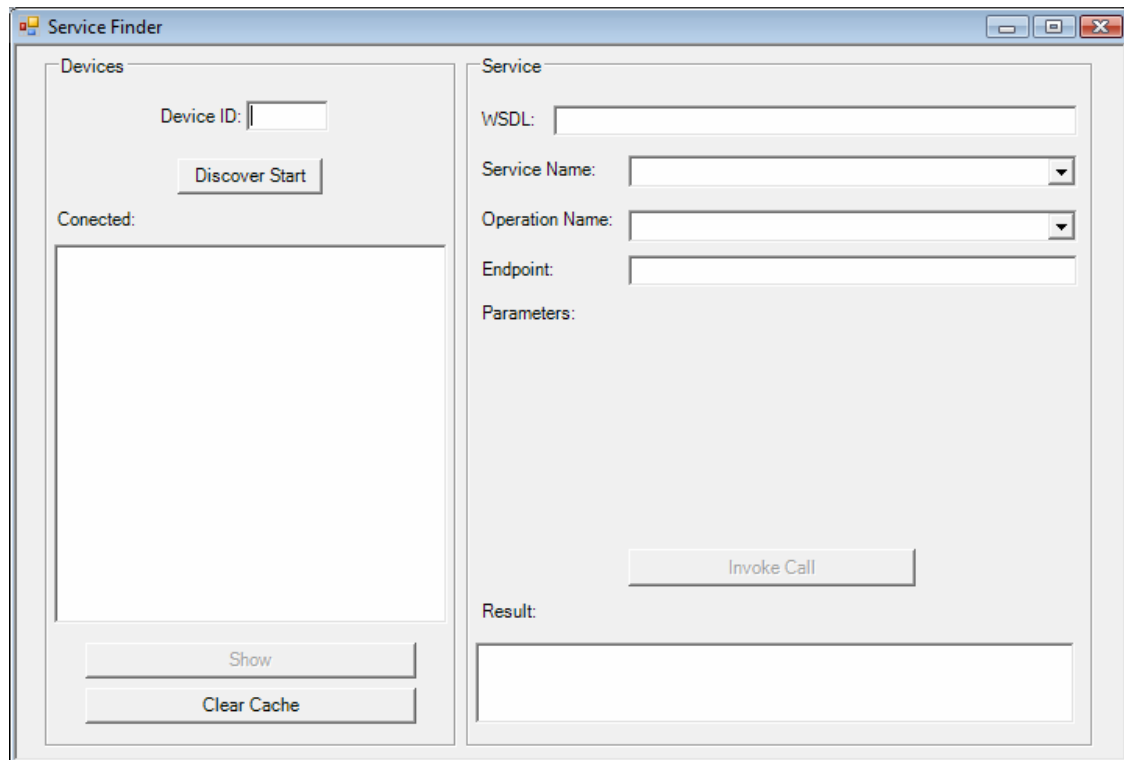 Service Finder
Devices
Device ID:
Discover Start
Conected:
Show
Clear Cache
Service
WSDL:
Service Name:
Operation Name:
Endpoint:
Parameters:
Invoke Call
Result: